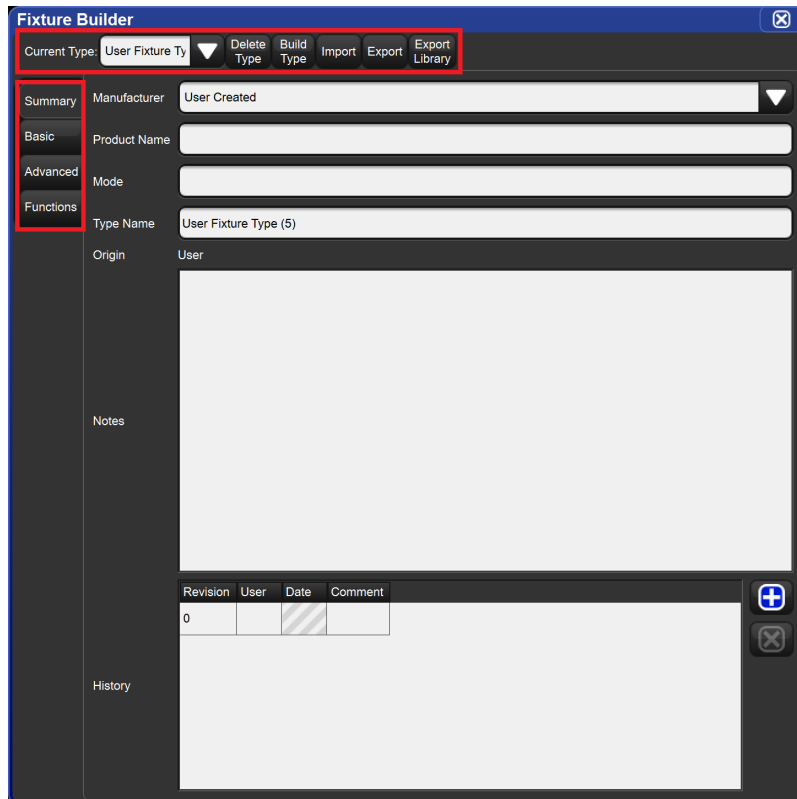 Fixture Builder
Current Type: User Fixture Ty Delete Type Build Type Import Export Export Library
Summary
Basic
Advanced
Functions
Manufacturer User Created
Product Name
Mode
Type Name User Fixture Type (5)
Origin User
Notes
Revision User Date Comment
0
History